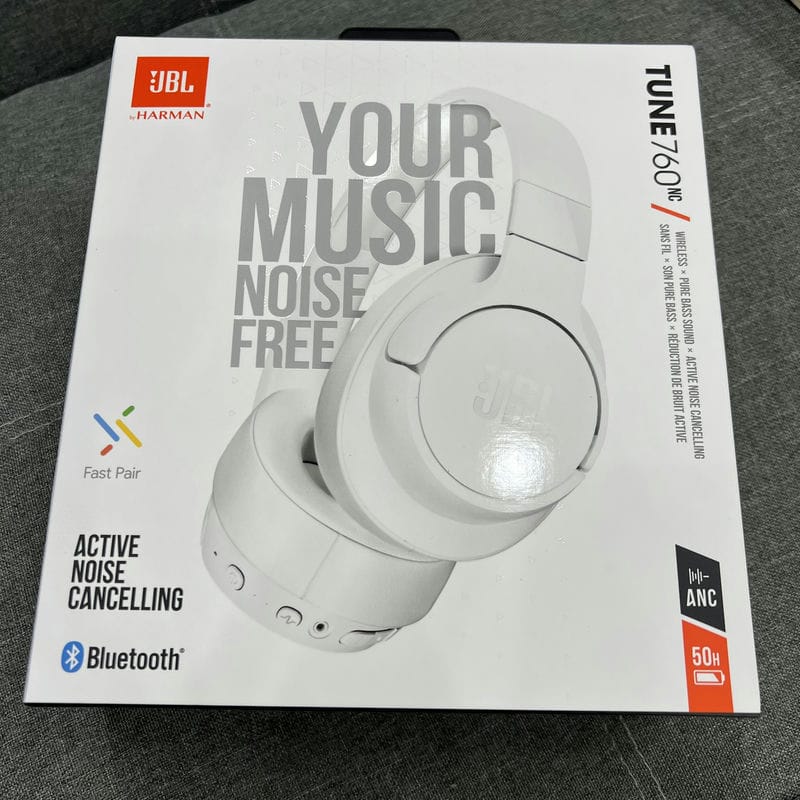 JBL
by HARMAN
YOUR
MUSIC
NOISE
FREE
TUNE 760NC
WIRELESS × PURE BASS SOUND × ACTIVE NOISE CANCELLING
SANS FIL × SON PURE BASS × RÉDUCTION DE BRUIT ACTIVE
JBL
Fast Pair
ACTIVE
NOISE
CANCELLING
Bluetooth®
ANC
50H